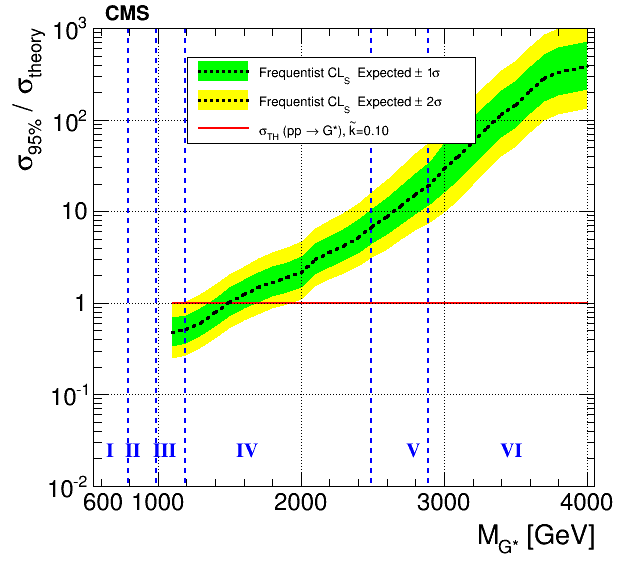 CMS
10³
10²
10
1
10⁻¹
10⁻²
σ95% / σtheory
Frequentist CLS Expected ± 1σ
Frequentist CLS Expected ± 2σ
σTH (pp → G*), k̃=0.10
I II III IV V VI
600 1000 2000 3000 4000
MG* [GeV]